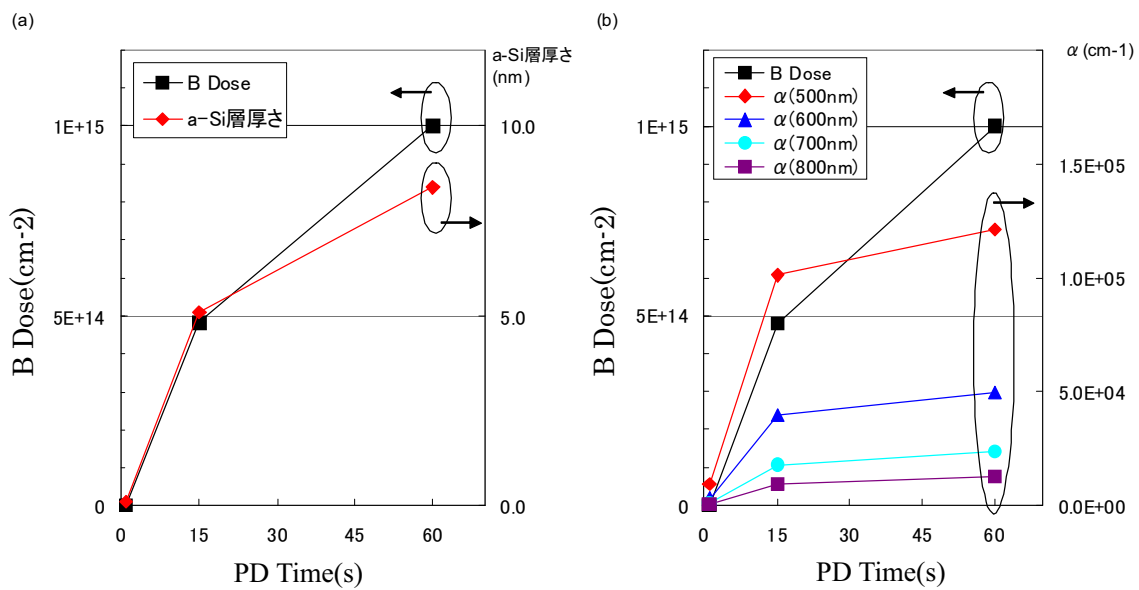 (a)
a-Si層厚さ
(nm)
B Dose
a-Si層厚さ
1E+15
5E+14
0
10.0
5.0
0.0
0 15 30 45 60
B Dose(cm-2)
PD Time(s)
(b)
α (cm-1)
B Dose
α(500nm)
α(600nm)
α(700nm)
α(800nm)
1E+15
5E+14
0
1.5E+05
1.0E+05
5.0E+04
0.0E+00
0 15 30 45 60
B Dose(cm-2)
PD Time(s)